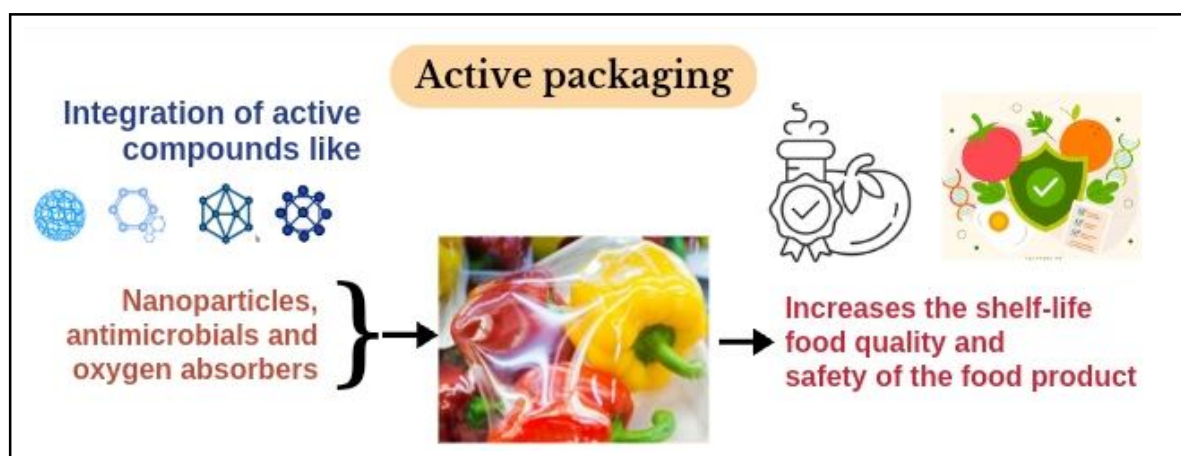 Active packaging
Integration of active
compounds like
Nanoparticles,
antimicrobials and
oxygen absorbers
Increases the shelf-life
food quality and
safety of the food product